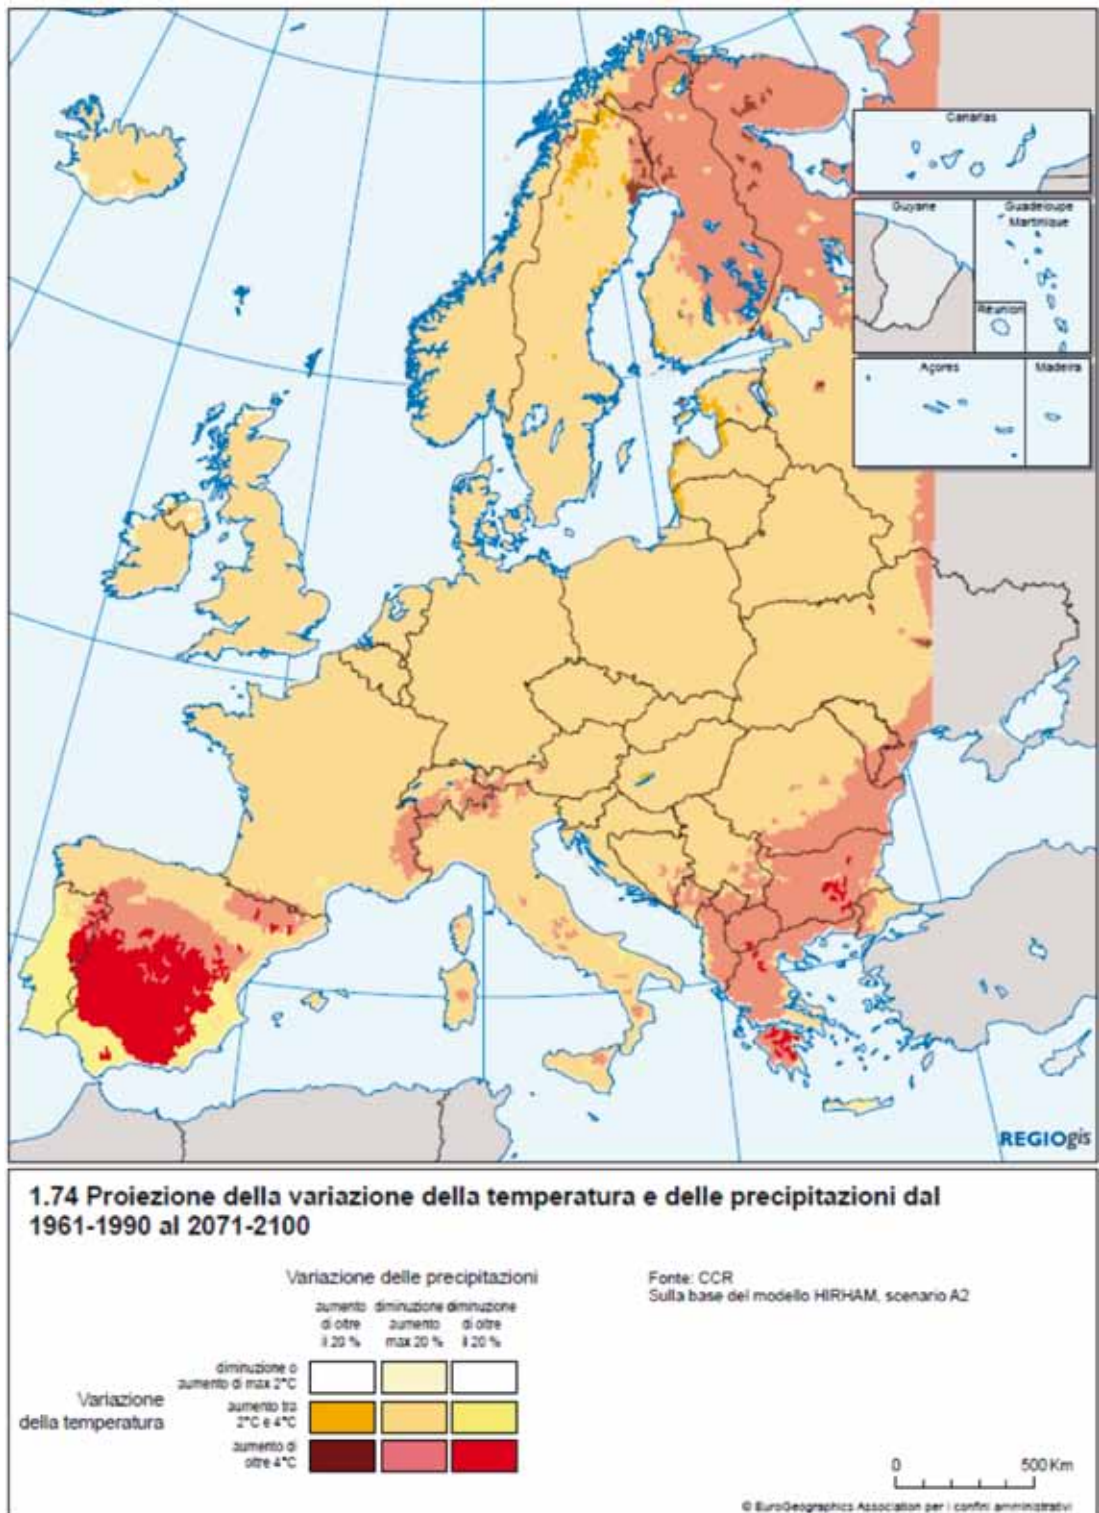 Canarias
Guyane
Guadeloupe
Martinique
Réunion
Açores
Madeira
REGIOgis
1.74 Proiezione della variazione della temperatura e delle precipitazioni dal
1961-1990 al 2071-2100
Variazione delle precipitazioni
aumento diminuzione diminuzione
di oltre aumento di oltre
il 20 % max 20 % il 20 %
Variazione
della temperatura
diminuzione o
aumento di max 2°C
aumento tra
2°C e 4°C
aumento di
oltre 4°C
Fonte: CCR
Sulla base del modello HIRHAM, scenario A2
0 500 Km
© EuroGeographics Association per i confini amministrativi